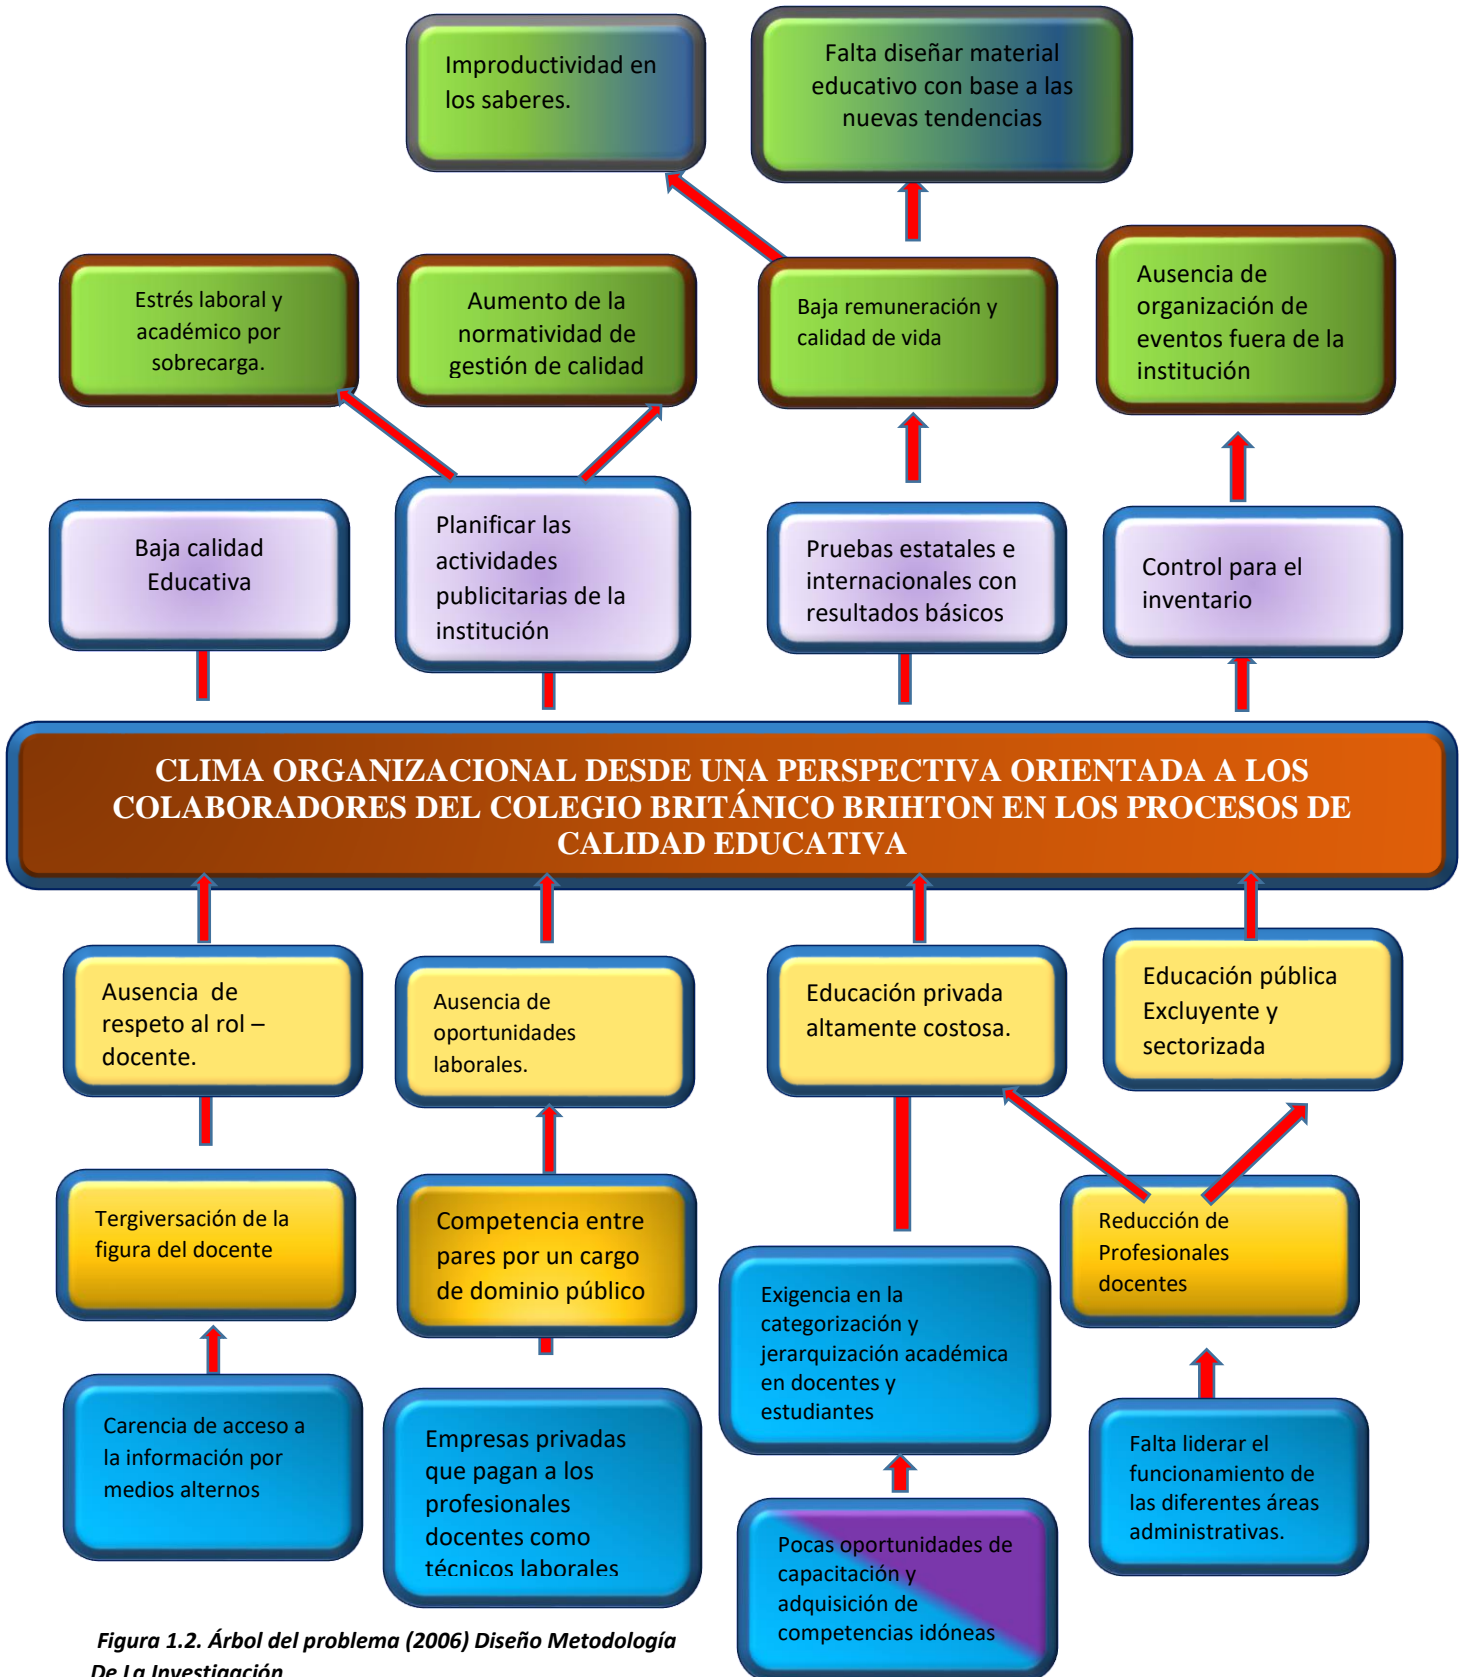 Improductividad en
los saberes.
Falta diseñar material
educativo con base a las
nuevas tendencias
Estrés laboral y
académico por
sobrecarga.
Aumento de la
normatividad de
gestión de calidad
Baja remuneración y
calidad de vida
Ausencia de
organización de
eventos fuera de la
institución
Baja calidad
Educativa
Planificar las
actividades
publicitarias de la
institución
Pruebas estatales e
internacionales con
resultados básicos
Control para el
inventario
CLIMA ORGANIZACIONAL DESDE UNA PERSPECTIVA ORIENTADA A LOS
COLABORADORES DEL COLEGIO BRITÁNICO BRIHTON EN LOS PROCESOS DE
CALIDAD EDUCATIVA
Ausencia de
respeto al rol –
docente.
Ausencia de
oportunidades
laborales.
Educación privada
altamente costosa.
Educación pública
Excluyente y
sectorizada
Tergiversación de la
figura del docente
Competencia entre
pares por un cargo
de dominio público
Exigencia en la
categorización y
jerarquización académica
en docentes y
estudiantes
Reducción de
Profesionales
docentes
Carencia de acceso a
la información por
medios alternos
Empresas privadas
que pagan a los
profesionales
docentes como
técnicos laborales
Pocas oportunidades de
capacitación y
adquisición de
competencias idóneas
Falta liderar el
funcionamiento de
las diferentes áreas
administrativas.
Figura 1.2. Árbol del problema (2006) Diseño Metodología
De La Investigación